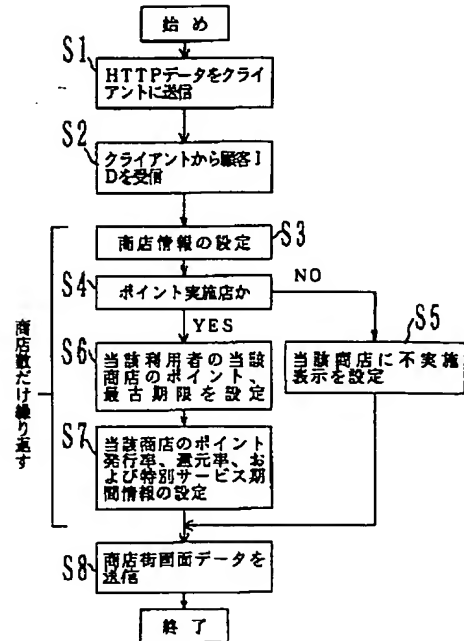 始め
S1
HTTPデータをクライ
アントに送信
S2
クライアントから顧客I
Dを受信
商店情報の設定
S3
S4
ポイント実施店か
NO
YES
S5
当該商店に不実施
表示を設定
S6
当該利用者の当該
商店のポイント、
最古期限を設定
S7
当該商店のポイント
発行率、還元率、お
よび特別サービス期
間情報の設定
商店数だけ繰り返す
S8
商店街画面データを
送信
終了